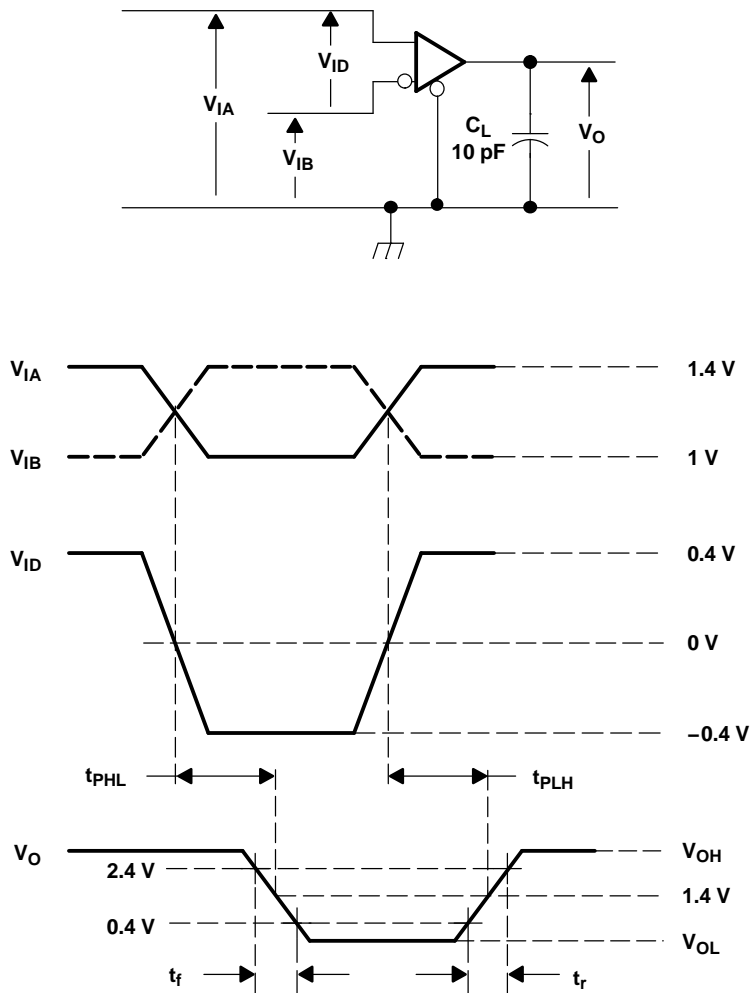 V_ID
V_IA
V_IB
C_L
10 pF
V_O
V_IA
1.4 V
V_IB
1 V
V_ID
0.4 V
0 V
−0.4 V
t_PHL
t_PLH
V_O
V_OH
2.4 V
1.4 V
0.4 V
V_OL
t_f
t_r